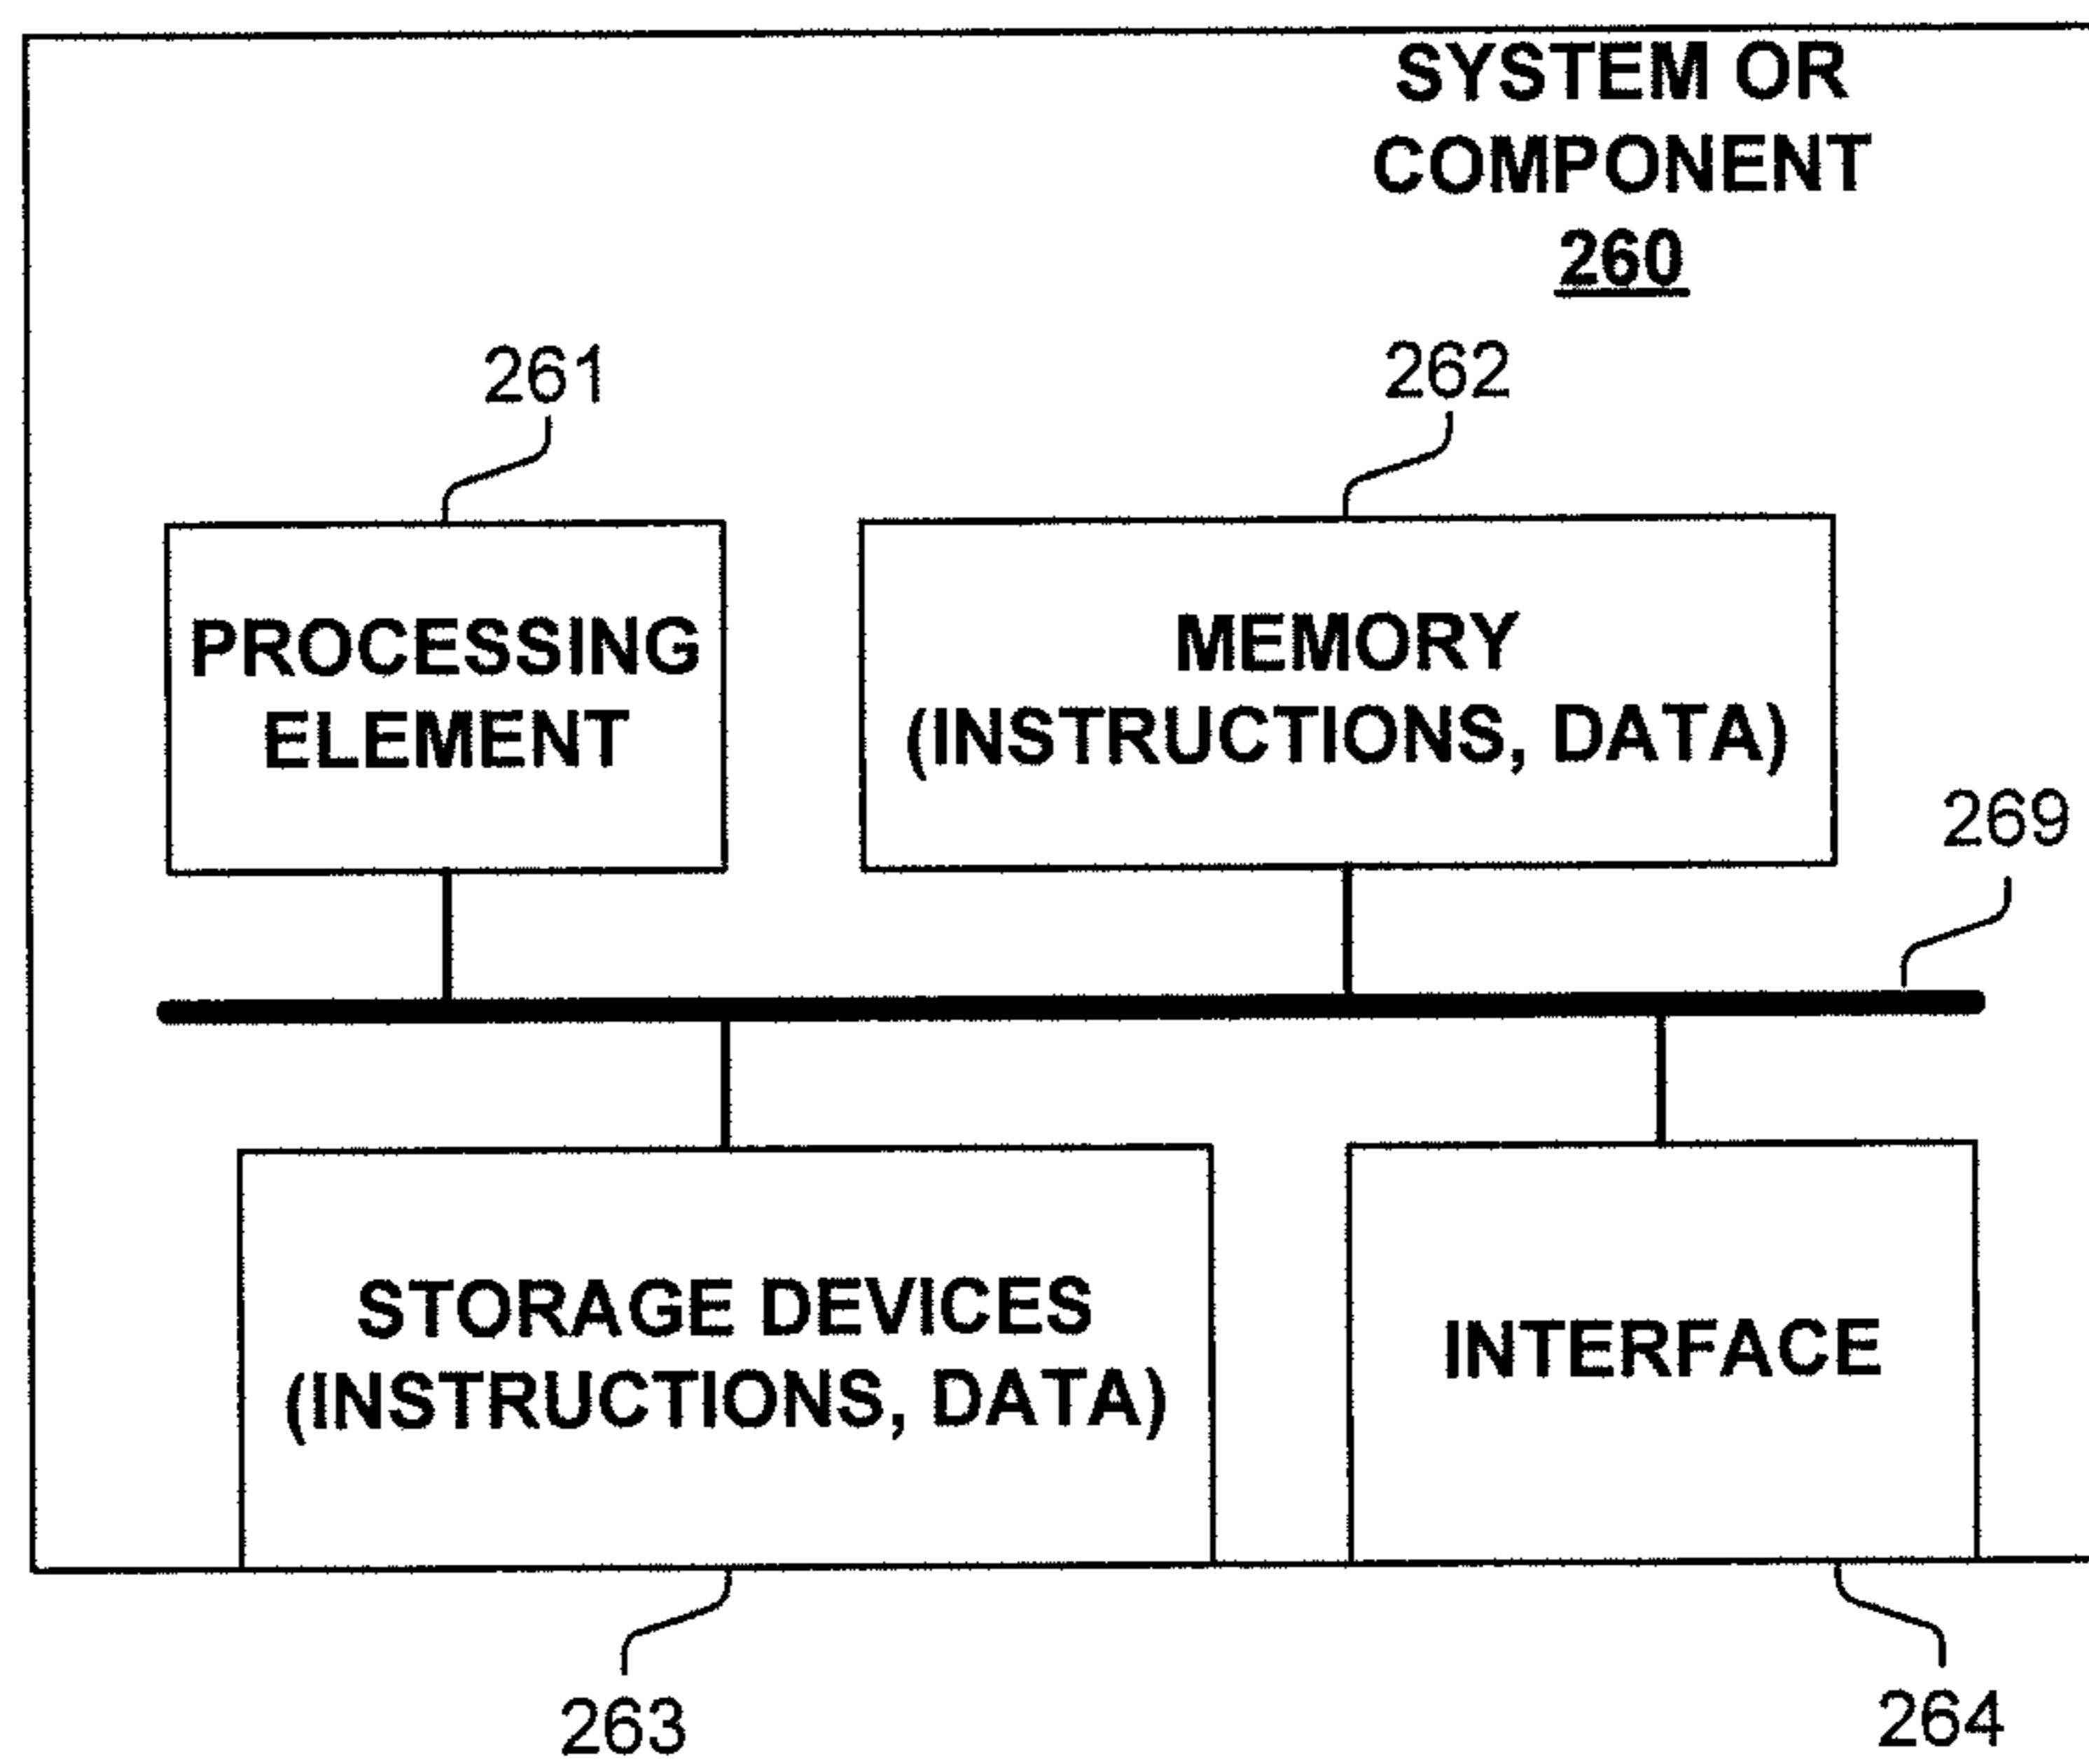 SYSTEM OR
COMPONENT
260
261
262
PROCESSING
ELEMENT
MEMORY
(INSTRUCTIONS, DATA)
269
STORAGE DEVICES
(INSTRUCTIONS, DATA)
INTERFACE
263
264